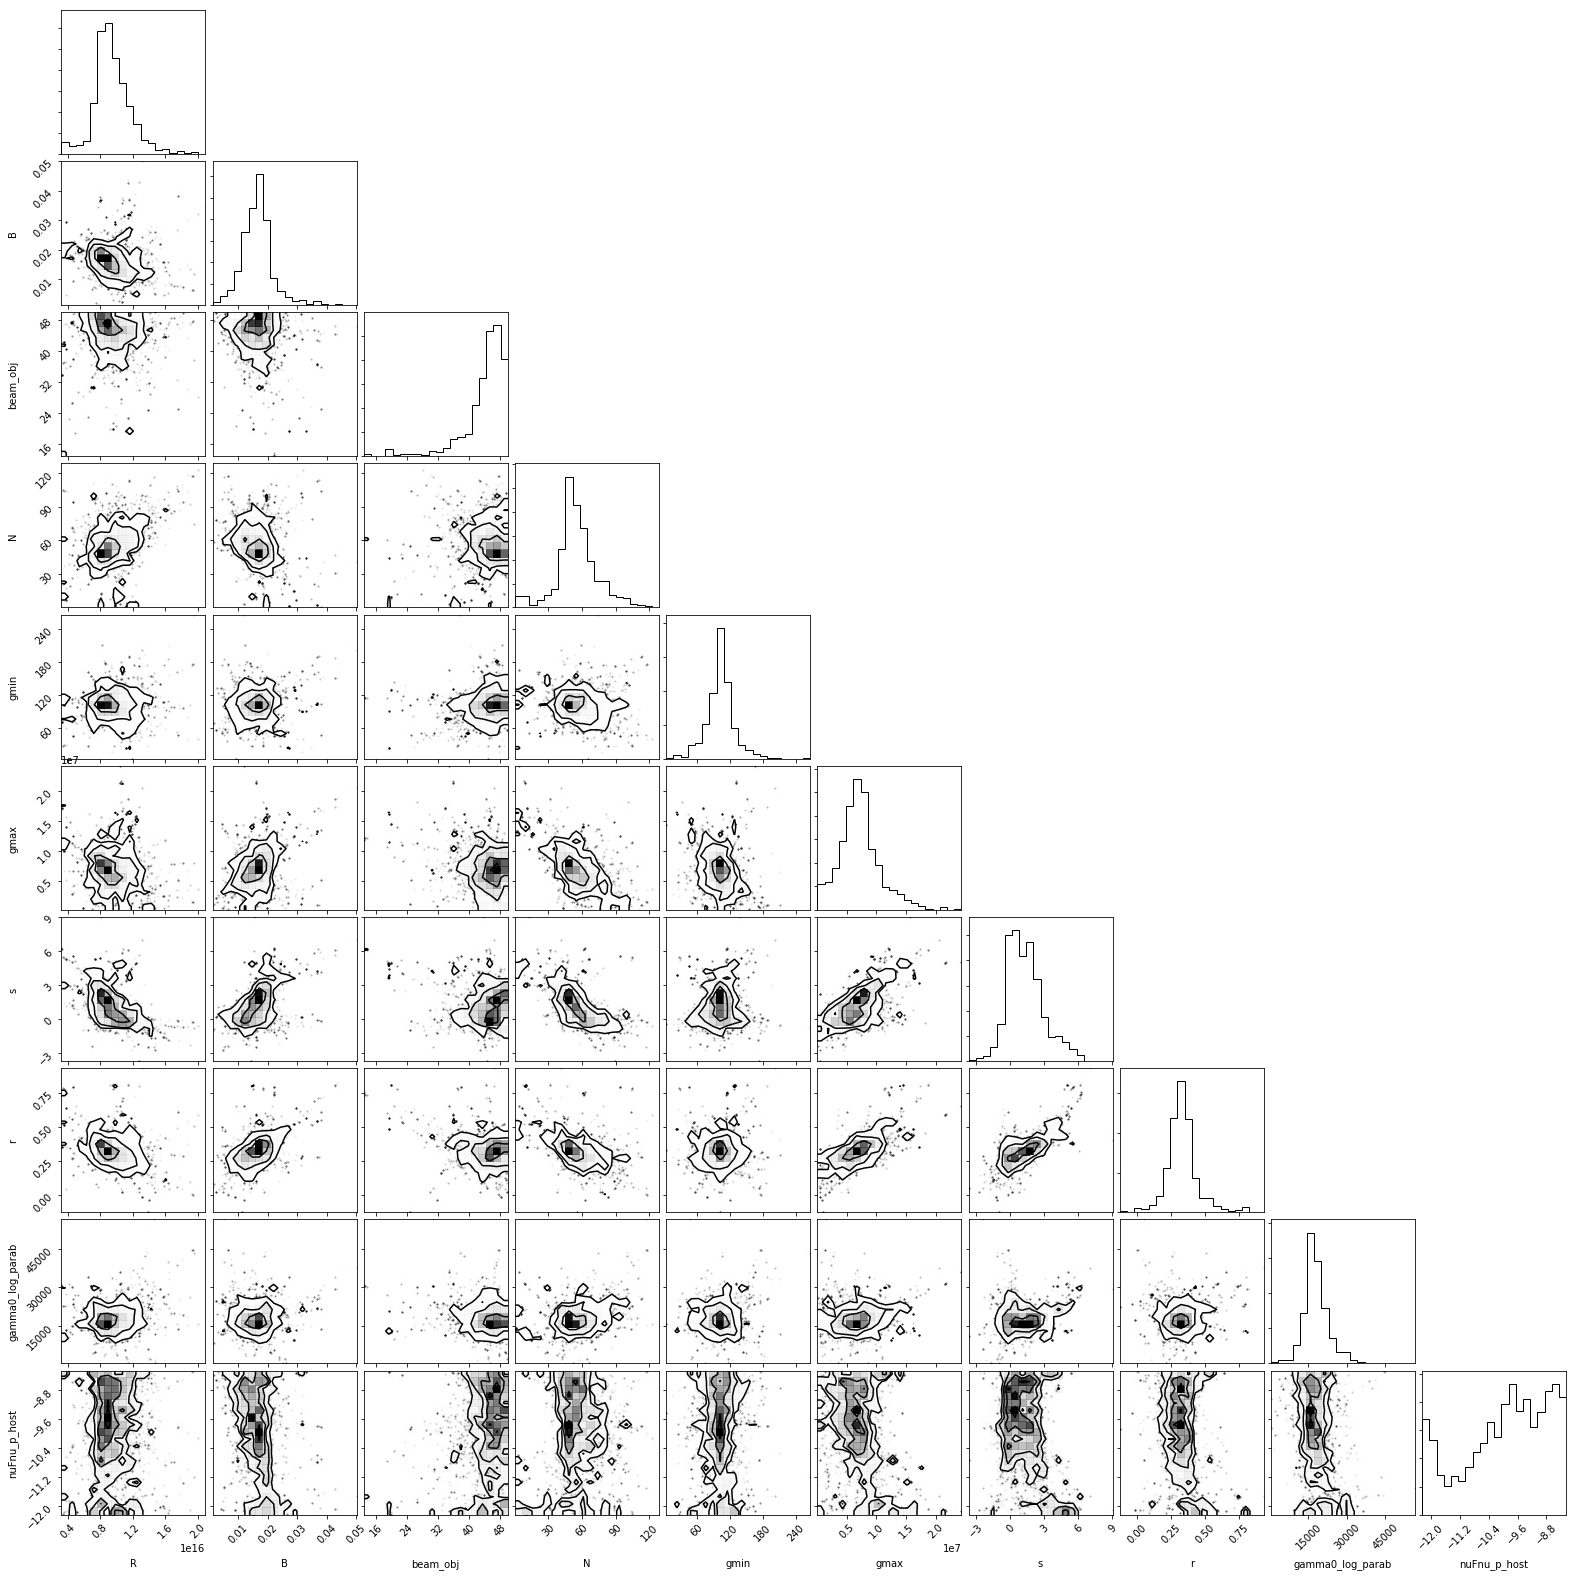 0.05
0.04
0.03
0.02
0.01
B
48
40
32
24
16
beam_obj
120
90
60
30
N
240
180
120
60
gmin
1e7
2.0
1.5
1.0
0.5
gmax
9
6
3
0
−3
s
0.75
0.50
0.25
0.00
r
45000
30000
15000
gamma0_log_parab
−8.8
−9.6
−10.4
−11.2
−12.0
nuFnu_p_host
0.4 0.8 1.2 1.6 2.0
1e16
R
0.01 0.02 0.03 0.04 0.05
B
16 24 32 40 48
beam_obj
30 60 90 120
N
60 120 180 240
gmin
0.5 1.0 1.5 2.0
1e7
gmax
−3 0 3 6 9
s
0.00 0.25 0.50 0.75
r
15000 30000 45000
gamma0_log_parab
−12.0 −11.2 −10.4 −9.6 −8.8
nuFnu_p_host